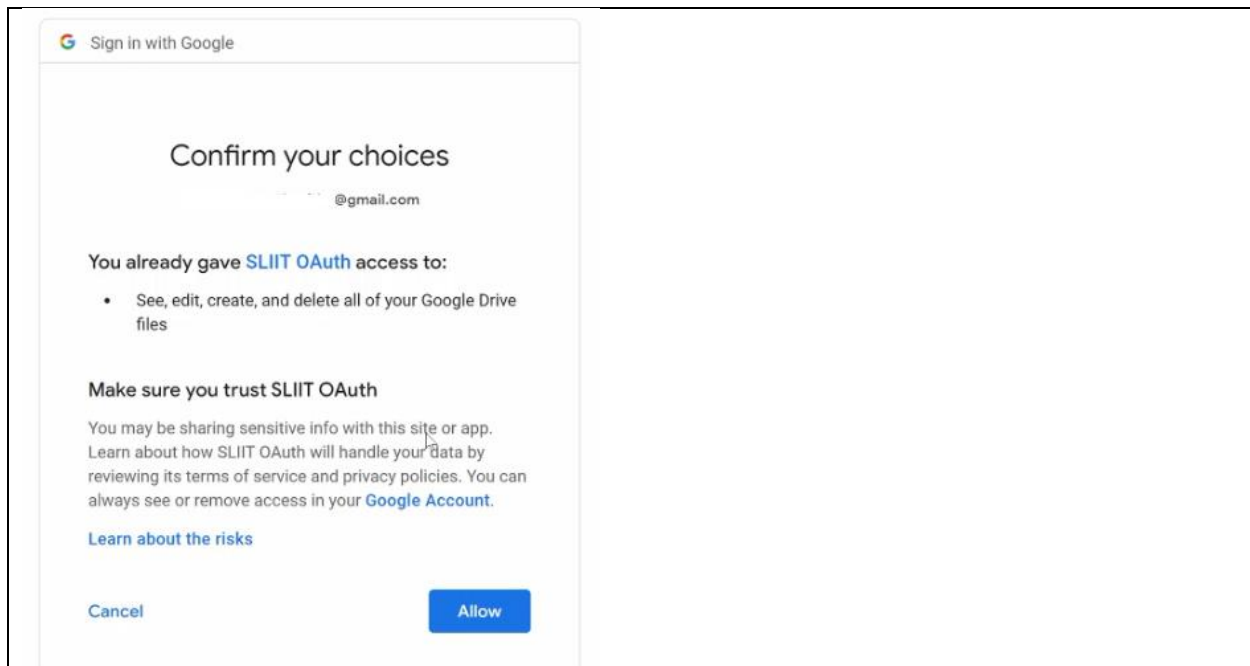 Sign in with Google
Confirm your choices
@gmail.com
You already gave SLIIT OAuth access to:
• See, edit, create, and delete all of your Google Drive
files
Make sure you trust SLIIT OAuth
You may be sharing sensitive info with this site or app.
Learn about how SLIIT OAuth will handle your data by
reviewing its terms of service and privacy policies. You can
always see or remove access in your Google Account.
Learn about the risks
Cancel Allow